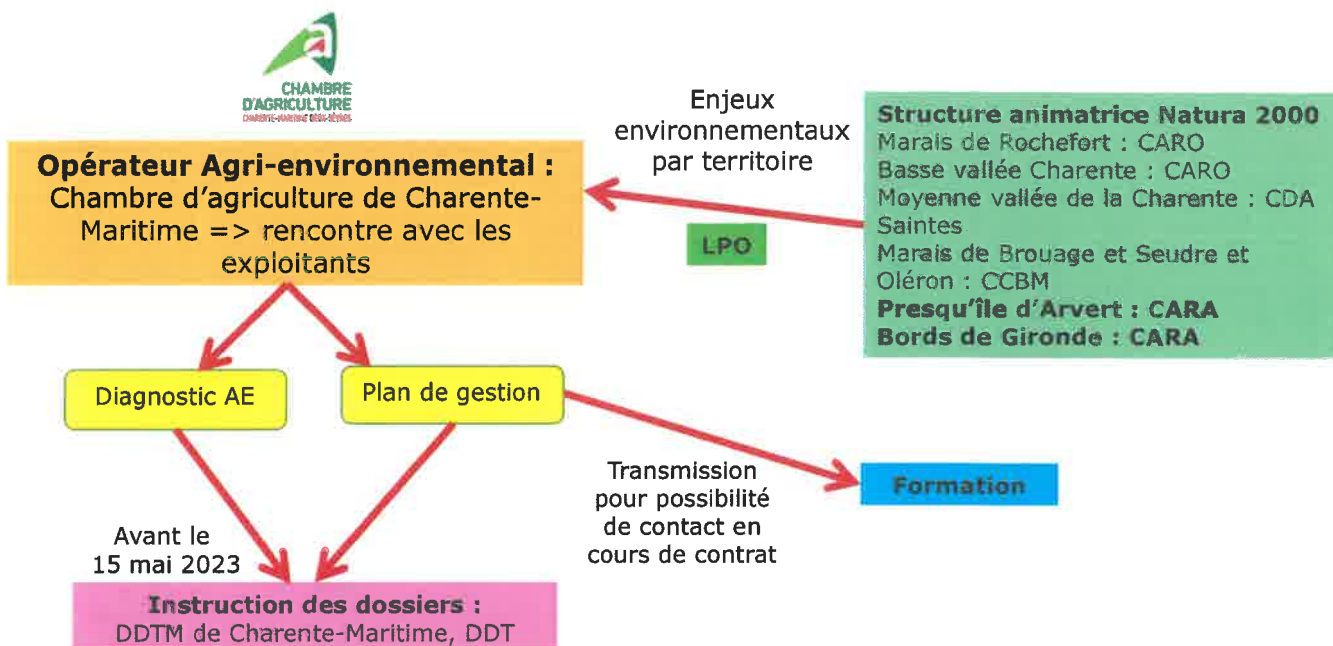 CHAMBRE
D'AGRICULTURE
CHARENTE-MARITIME DEUX-SÈVRES
Opérateur Agri-environnemental :
Chambre d'agriculture de Charente-
Maritime => rencontre avec les
exploitants
Enjeux
environnementaux
par territoire
LPO
Structure animatrice Natura 2000
Marais de Rochefort : CARO
Basse vallée Charente : CARO
Moyenne vallée de la Charente : CDA
Saintes
Marais de Brouage et Seudre et
Oléron : CCBM
Presqu'île d'Arvert : CARA
Bords de Gironde : CARA
Diagnostic AE
Plan de gestion
Transmission
pour possibilité
de contact en
cours de contrat
Formation
Avant le
15 mai 2023
Instruction des dossiers :
DDTM de Charente-Maritime, DDT